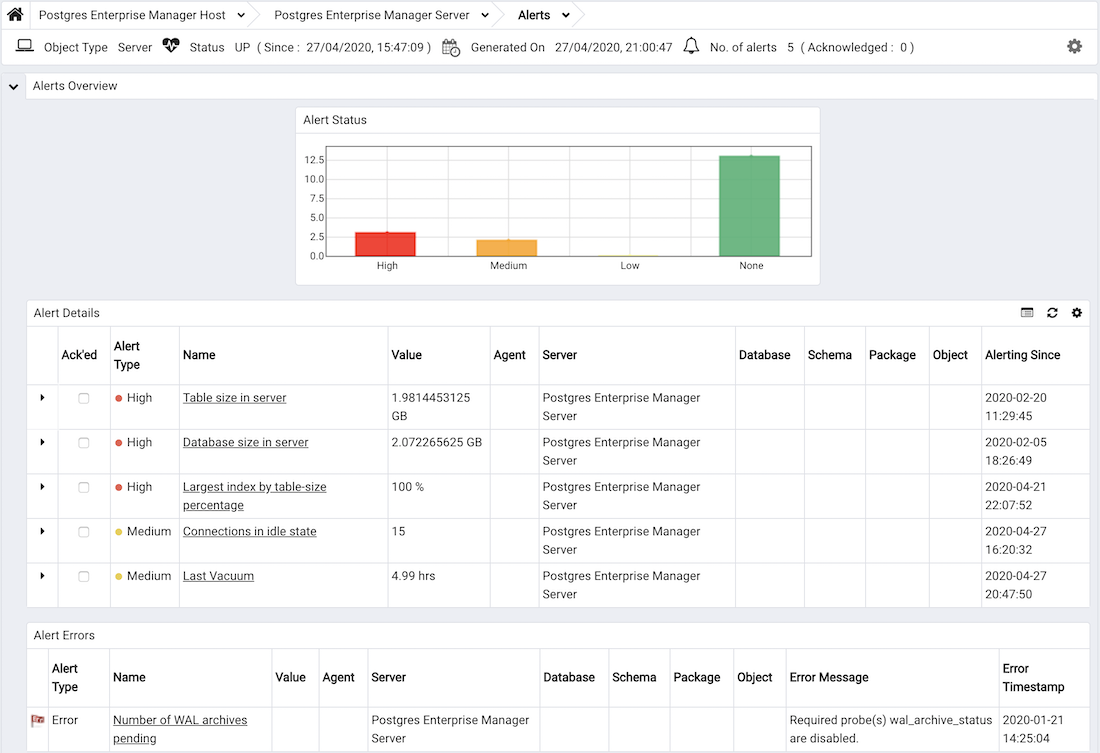 Postgres Enterprise Manager Host Postgres Enterprise Manager Server Alerts
Object Type Server Status UP ( Since : 27/04/2020, 15:47:09 ) Generated On 27/04/2020, 21:00:47 No. of alerts 5 ( Acknowledged : 0 )
Alerts Overview
Alert Status
12.5
10.0
7.5
5.0
2.5
0.0
High Medium Low None
Alert Details
Ack'ed Alert Type Name Value Agent Server Database Schema Package Object Alerting Since
High Table size in server 1.9814453125 GB Postgres Enterprise Manager Server 2020-02-20 11:29:45
High Database size in server 2.072265625 GB Postgres Enterprise Manager Server 2020-02-05 18:26:49
High Largest index by table-size percentage 100 % Postgres Enterprise Manager Server 2020-04-21 22:07:52
Medium Connections in idle state 15 Postgres Enterprise Manager Server 2020-04-27 16:20:32
Medium Last Vacuum 4.99 hrs Postgres Enterprise Manager Server 2020-04-27 20:47:50
Alert Errors
Alert Type Name Value Agent Server Database Schema Package Object Error Message Error Timestamp
Error Number of WAL archives pending Postgres Enterprise Manager Server Required probe(s) wal_archive_status are disabled. 2020-01-21 14:25:04